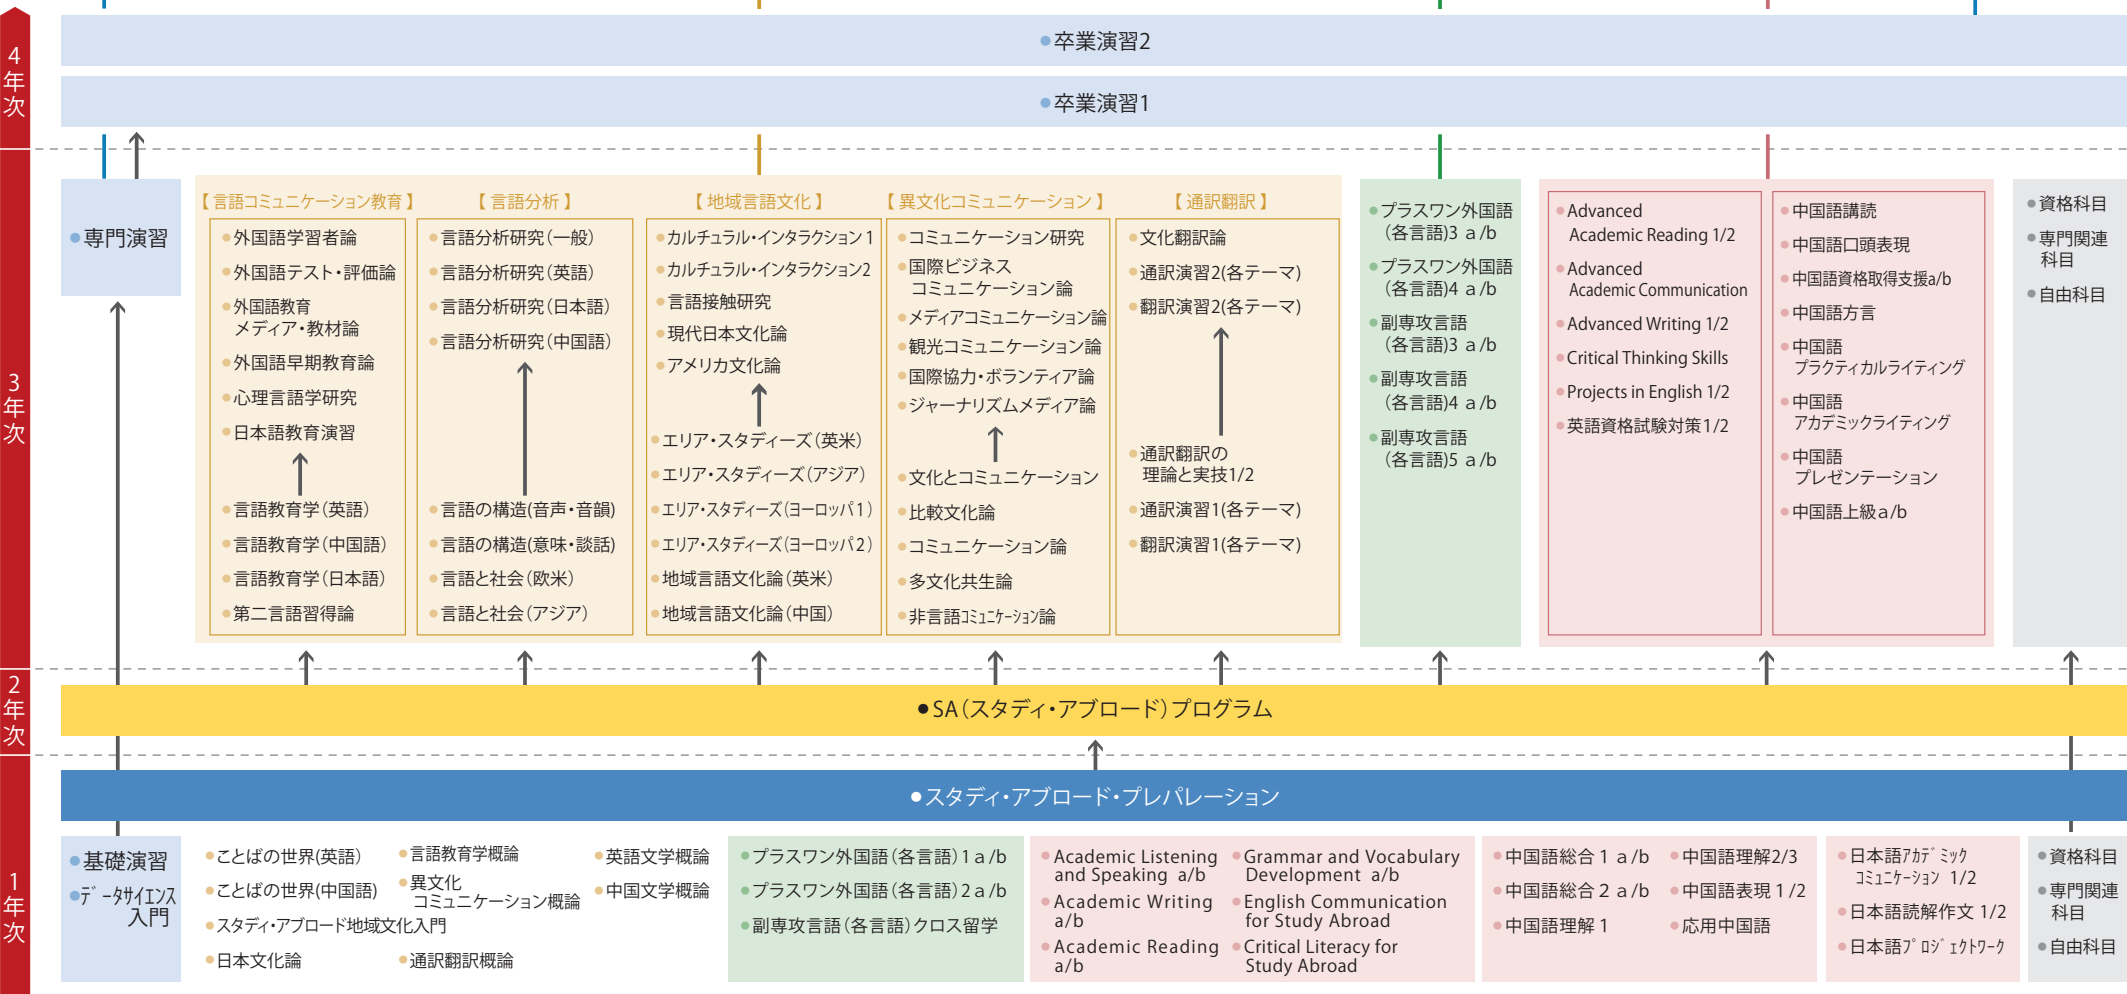 4年次
●卒業演習2
●卒業演習1
3年次
●専門演習
【言語コミュニケーション教育】
●外国語学習者論
●外国語テスト・評価論
●外国語教育
メディア・教材論
●外国語早期教育論
●心理言語学研究
●日本語教育演習
●言語教育学(英語)
●言語教育学(中国語)
●言語教育学(日本語)
●第二言語習得論
【言語分析】
●言語分析研究(一般)
●言語分析研究(英語)
●言語分析研究(日本語)
●言語分析研究(中国語)
●言語の構造(音声・音韻)
●言語の構造(意味・談話)
●言語と社会(欧米)
●言語と社会(アジア)
【地域言語文化】
●カルチュラル・インタラクション1
●カルチュラル・インタラクション2
●言語接触研究
●現代日本文化論
●アメリカ文化論
●エリア・スタディーズ(英米)
●エリア・スタディーズ(アジア)
●エリア・スタディーズ(ヨーロッパ1)
●エリア・スタディーズ(ヨーロッパ2)
●地域言語文化論(英米)
●地域言語文化論(中国)
【異文化コミュニケーション】
●コミュニケーション研究
●国際ビジネス
コミュニケーション論
●メディアコミュニケーション論
●観光コミュニケーション論
●国際協力・ボランティア論
●ジャーナリズムメディア論
●文化とコミュニケーション
●比較文化論
●コミュニケーション論
●多文化共生論
●非言語ｺﾐｭﾆｹｰｼｮﾝ論
【通訳翻訳】
●文化翻訳論
●通訳演習2(各テーマ)
●翻訳演習2(各テーマ)
●通訳翻訳の
理論と実技1/2
●通訳演習1(各テーマ)
●翻訳演習1(各テーマ)
●プラスワン外国語
(各言語)3 a/b
●プラスワン外国語
(各言語)4 a/b
●副専攻言語
(各言語)3 a/b
●副専攻言語
(各言語)4 a/b
●副専攻言語
(各言語)5 a/b
●Advanced
Academic Reading 1/2
●Advanced
Academic Communication
●Advanced Writing 1/2
●Critical Thinking Skills
●Projects in English 1/2
●英語資格試験対策1/2
●中国語講読
●中国語口頭表現
●中国語資格取得支援a/b
●中国語方言
●中国語
プラクティカルライティング
●中国語
アカデミックライティング
●中国語
プレゼンテーション
●中国語上級a/b
●資格科目
●専門関連
科目
●自由科目
2年次
●SA(スタディ・アブロード)プログラム
1年次
●スタディ・アブロード・プレパレーション
●基礎演習
●ﾃﾞｰﾀｻｲｴﾝｽ
入門
●ことばの世界(英語)
●ことばの世界(中国語)
●スタディ・アブロード地域文化入門
●日本文化論
●言語教育学概論
●異文化
コミュニケーション概論
●通訳翻訳概論
●英語文学概論
●中国文学概論
●プラスワン外国語(各言語)1 a/b
●プラスワン外国語(各言語)2 a/b
●副専攻言語(各言語)クロス留学
●Academic Listening
and Speaking a/b
●Academic Writing
a/b
●Academic Reading
a/b
●Grammar and Vocabulary
Development a/b
●English Communication
for Study Abroad
●Critical Literacy for
Study Abroad
●中国語総合 1 a/b
●中国語総合 2 a/b
●中国語理解 1
●中国語理解2/3
●中国語表現 1/2
●応用中国語
●日本語ｱｶﾃﾞﾐｯｸ
ｺﾐｭﾆｹｰｼｮﾝ 1/2
●日本語読解作文 1/2
●日本語ﾌﾟﾛｼﾞｪｸﾄﾜｰｸ
●資格科目
●専門関連
科目
●自由科目